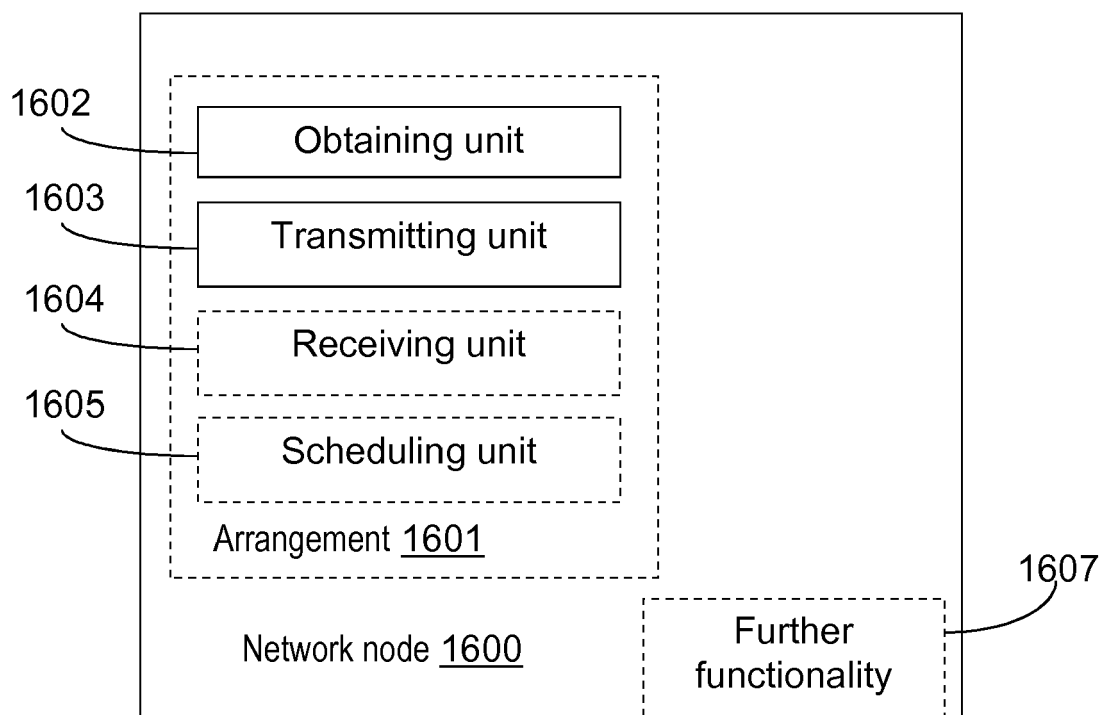 1602
Obtaining unit
1603
Transmitting unit
1604
Receiving unit
1605
Scheduling unit
Arrangement 1601
1607
Further
functionality
Network node 1600